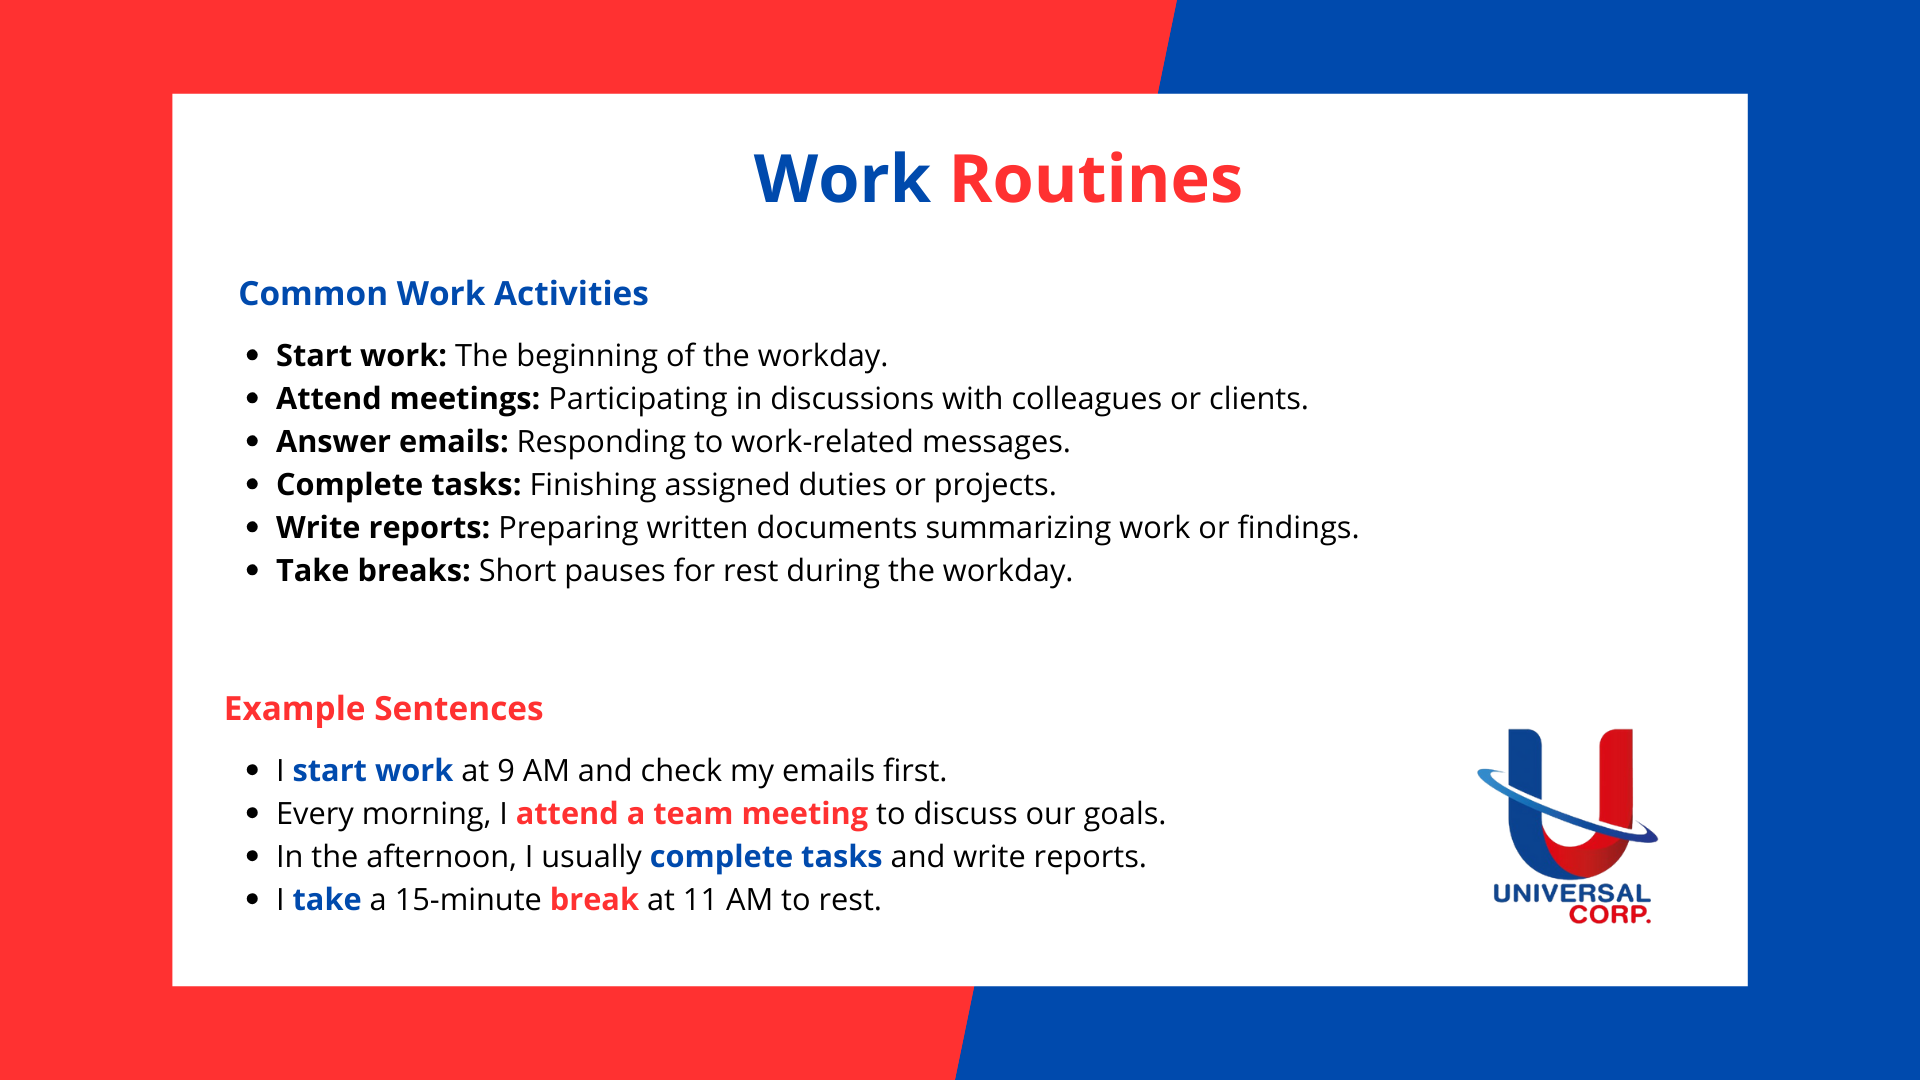 Work Routines
Common Work Activities
• Start work: The beginning of the workday.
• Attend meetings: Participating in discussions with colleagues or clients.
• Answer emails: Responding to work-related messages.
• Complete tasks: Finishing assigned duties or projects.
• Write reports: Preparing written documents summarizing work or findings.
• Take breaks: Short pauses for rest during the workday.
Example Sentences
• I start work at 9 AM and check my emails first.
• Every morning, I attend a team meeting to discuss our goals.
• In the afternoon, I usually complete tasks and write reports.
• I take a 15-minute break at 11 AM to rest.
U
UNIVERSAL
CORP.